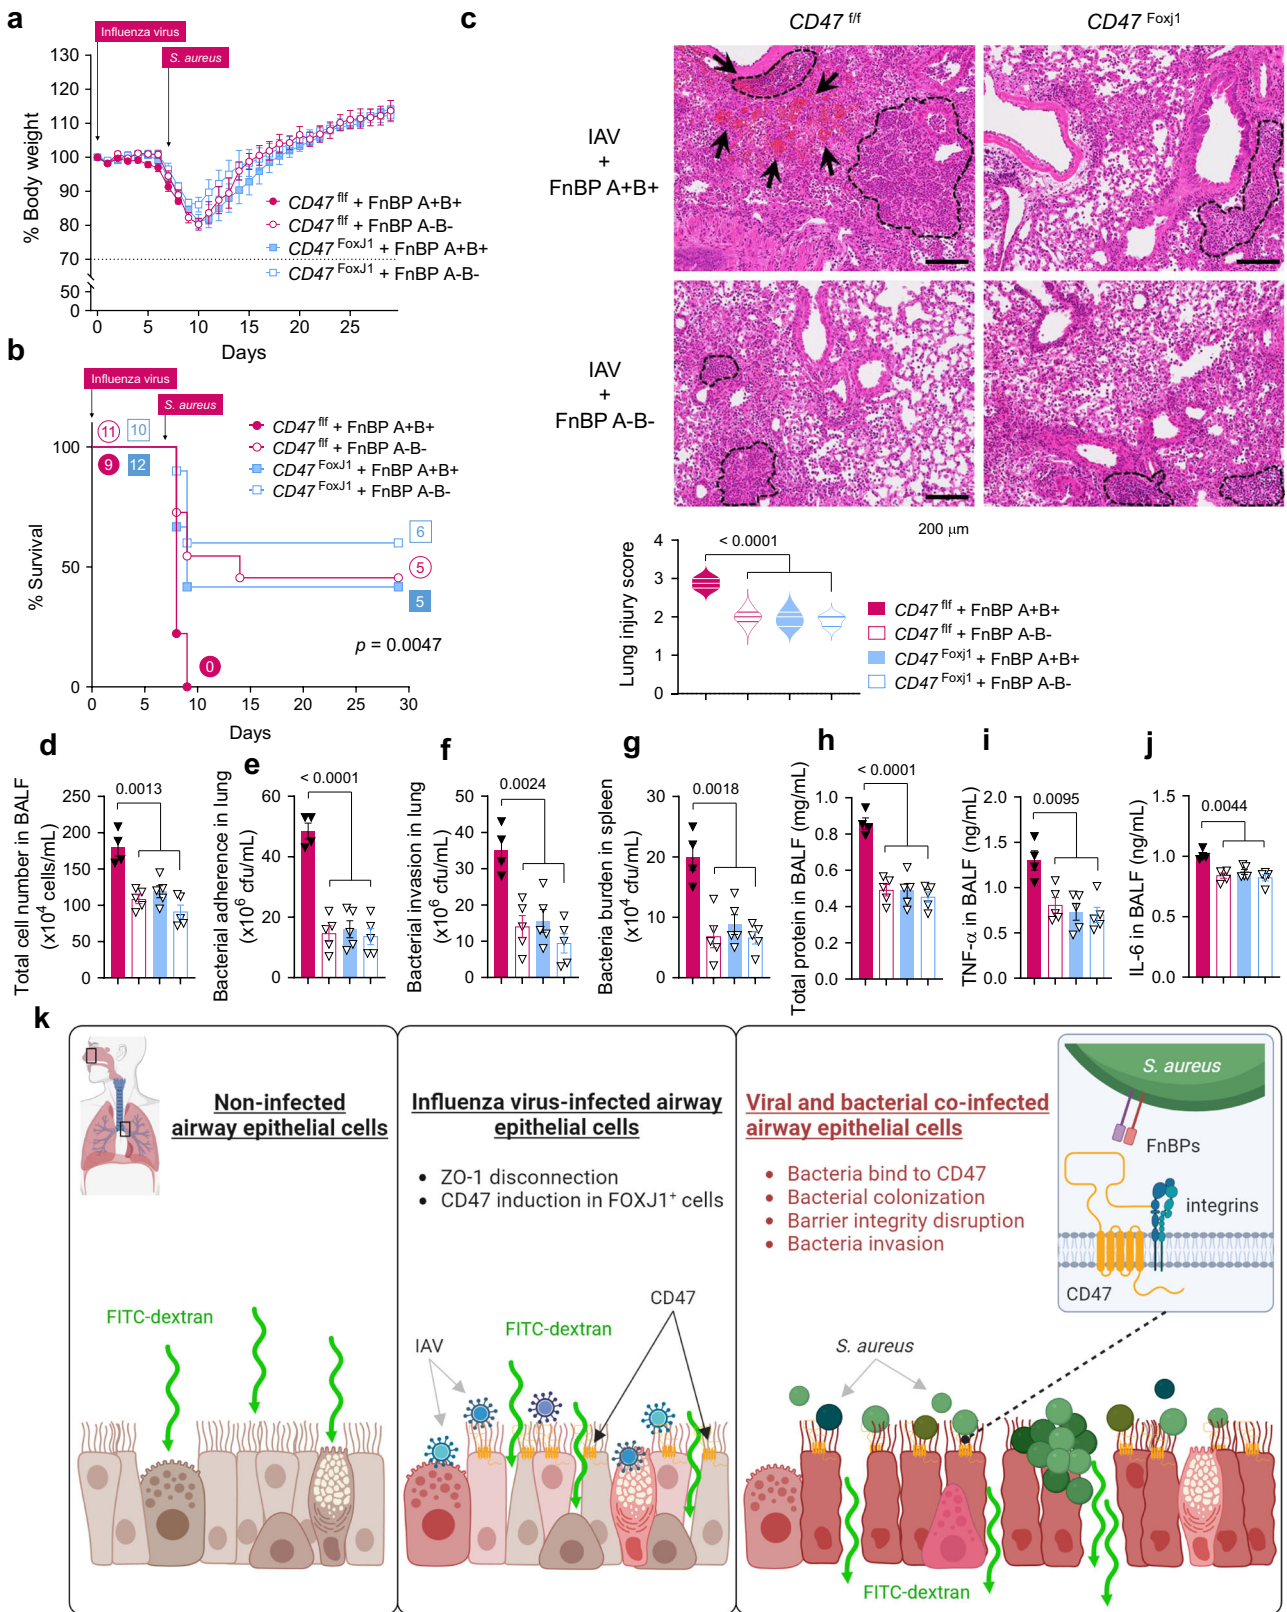 a
Influenza virus
S. aureus
130
120
110
100
90
80
70
50
0
% Body weight
0
5
10
15
20
25
Days
CD47 flf + FnBP A+B+
CD47 flf + FnBP A-B-
CD47 FoxJ1 + FnBP A+B+
CD47 FoxJ1 + FnBP A-B-
b
Influenza virus
S. aureus
11
10
9
12
100
50
0
% Survival
CD47 flf + FnBP A+B+
CD47 flf + FnBP A-B-
CD47 FoxJ1 + FnBP A+B+
CD47 FoxJ1 + FnBP A-B-
6
5
5
0
p = 0.0047
0
5
10
15
20
25
30
Days
c
CD47 f/f
CD47 Foxj1
IAV
+
FnBP A+B+
IAV
+
FnBP A-B-
200 µm
Lung injury score
4
3
2
1
0
< 0.0001
CD47 flf + FnBP A+B+
CD47 flf + FnBP A-B-
CD47 Foxj1 + FnBP A+B+
CD47 Foxj1 + FnBP A-B-
d
Total cell number in BALF
(x10⁴ cells/mL)
250
200
150
100
50
0
0.0013
e
Bacterial adherence in lung
(x10⁶ cfu/mL)
60
40
20
0
< 0.0001
f
Bacterial invasion in lung
(x10⁶ cfu/mL)
50
40
30
20
10
0
0.0024
g
Bacteria burden in spleen
(x10⁴ cfu/mL)
30
20
10
0
0.0018
h
Total protein in BALF (mg/mL)
1.0
0.8
0.6
0.4
0.2
0.0
< 0.0001
i
TNF-α in BALF (ng/mL)
2.0
1.5
1.0
0.5
0.0
0.0095
j
IL-6 in BALF (ng/mL)
1.5
1.0
0.5
0.0
0.0044
k
Non-infected
airway epithelial cells
FITC-dextran
Influenza virus-infected airway
epithelial cells
• ZO-1 disconnection
• CD47 induction in FOXJ1⁺ cells
CD47
FITC-dextran
IAV
Viral and bacterial co-infected
airway epithelial cells
• Bacteria bind to CD47
• Bacterial colonization
• Barrier integrity disruption
• Bacteria invasion
S. aureus
FnBPs
integrins
CD47
S. aureus
FITC-dextran